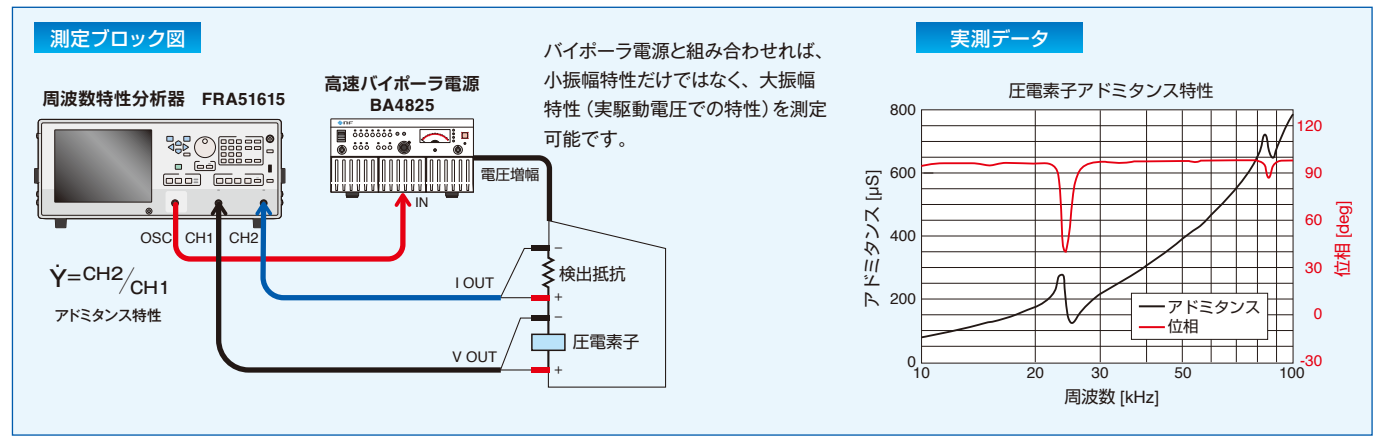 測定ブロック図
周波数特性分析器 FRA51615
高速バイポーラ電源
BA4825
バイポーラ電源と組み合わせれば、
小振幅特性だけではなく、大振幅
特性（実駆動電圧での特性）を測定
可能です。
電圧増幅
IN
OSC CH1 CH2
Ẏ=CH2/CH1
アドミタンス特性
I OUT
V OUT
−
検出抵抗
+
−
圧電素子
+
実測データ
圧電素子アドミタンス特性
アドミタンス [μS]
800
600
400
200
0
位相 [deg]
120
90
60
30
0
-30
アドミタンス
位相
10 20 30 50 100
周波数 [kHz]